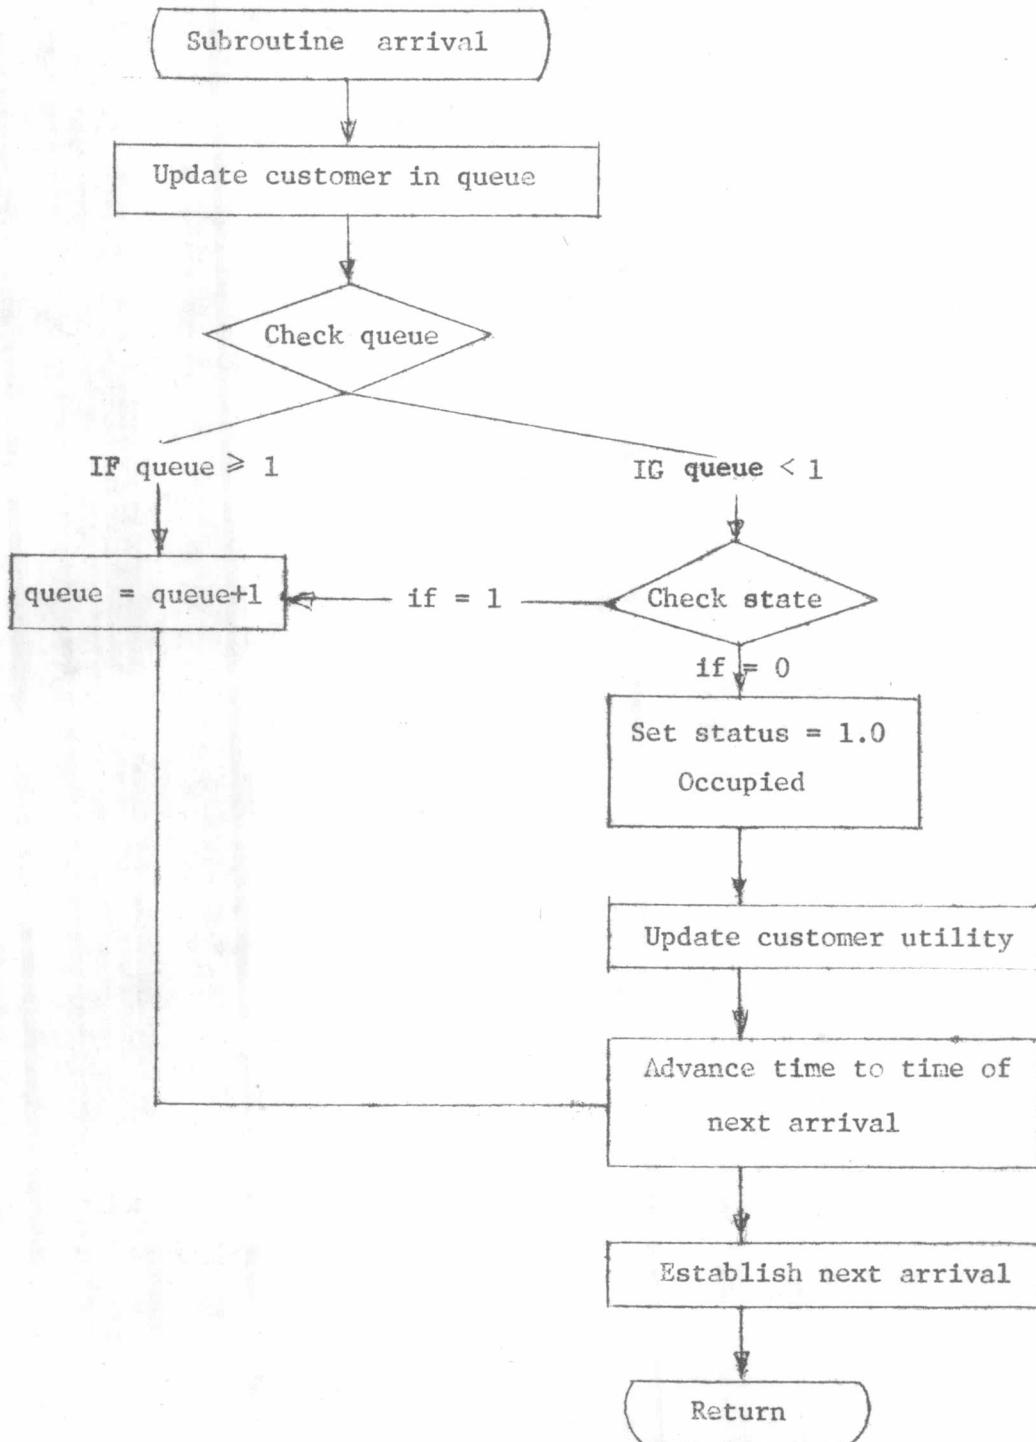 Subroutine arrival
Update customer in queue
Check queue
IF queue ⩾ 1
IG queue < 1
queue = queue+1
if = 1
Check state
if = 0
Set status = 1.0
Occupied
Update customer utility
Advance time to time of
next arrival
Establish next arrival
Return